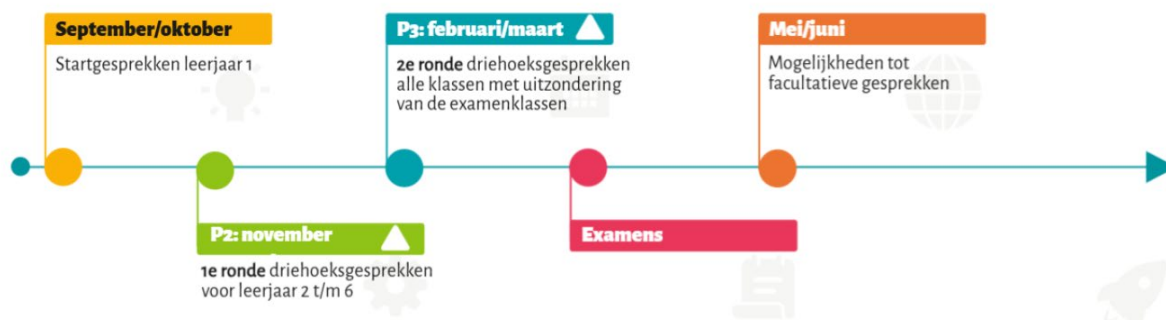 September/oktober
Startgesprekken leerjaar 1
P2: november
1e ronde driehoeksgesprekken
voor leerjaar 2 t/m 6
P3: februari/maart
2e ronde driehoeksgesprekken
alle klassen met uitzondering
van de examenklassen
Examens
Mei/juni
Mogelijkheden tot
facultatieve gesprekken